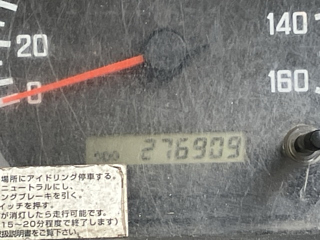 20
0
140
160
276909
場所にアイドリング停車する。
ニュートラルにし、
ングブレーキを引く。
イッチを押す。
が消灯したら走行可能です。
15~20分程度で終了します)
扱説明書をご覧下さい。